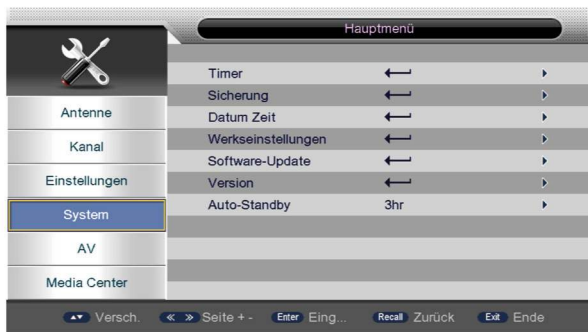 Hauptmenü
Antenne
Kanal
Einstellungen
System
AV
Media Center
Timer
Sicherung
Datum Zeit
Werkseinstellungen
Software-Update
Version
Auto-Standby 3hr
Versch. Seite + - Enter Eing... Recall Zurück Exit Ende